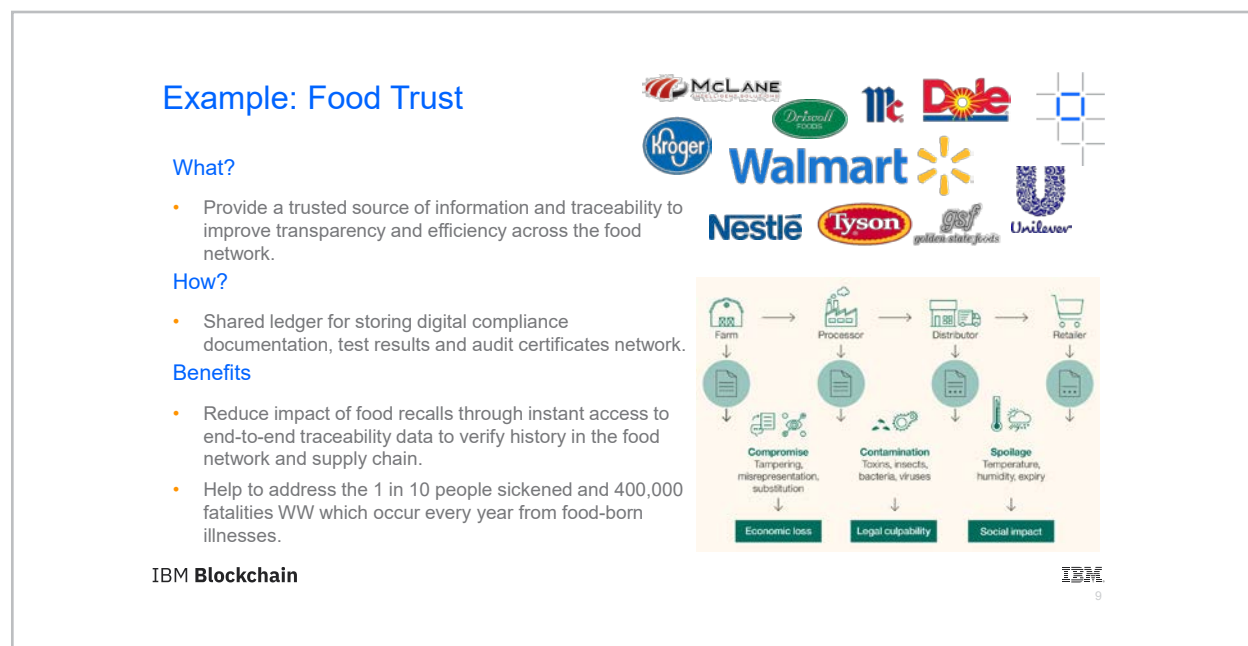 Example: Food Trust
What?
• Provide a trusted source of information and traceability to
improve transparency and efficiency across the food
network.
How?
• Shared ledger for storing digital compliance
documentation, test results and audit certificates network.
Benefits
• Reduce impact of food recalls through instant access to
end-to-end traceability data to verify history in the food
network and supply chain.
• Help to address the 1 in 10 people sickened and 400,000
fatalities WW which occur every year from food-born
illnesses.
McLANE
Driscoll
FOODS
Mc
Dole
Kroger
Walmart
Nestlé
Tyson
gsf
golden state foods
Unilever
Farm
Processor
Distributor
Retailer
Compromise
Tampering,
misrepresentation,
substitution
Contamination
Toxins, insects,
bacteria, viruses
Spoilage
Temperature,
humidity, expiry
Economic loss
Legal culpability
Social impact
IBM Blockchain
IBM
9